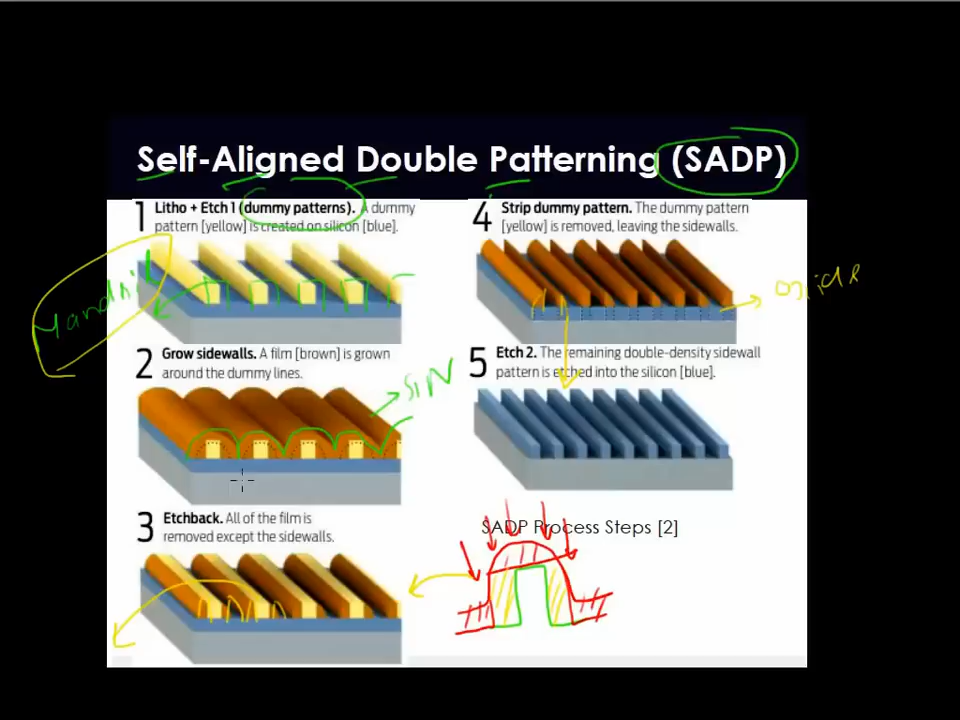 Self-Aligned Double Patterning (SADP)
1 Litho + Etch 1 (dummy patterns). A dummy
pattern [yellow] is created on silicon [blue].
Mandril
2 Grow sidewalls. A film [brown] is grown
around the dummy lines.
SiN
3 Etchback. All of the film is
removed except the sidewalls.
4 Strip dummy pattern. The dummy pattern
[yellow] is removed, leaving the sidewalls.
oxide
5 Etch 2. The remaining double-density sidewall
pattern is etched into the silicon [blue].
SADP Process Steps [2]